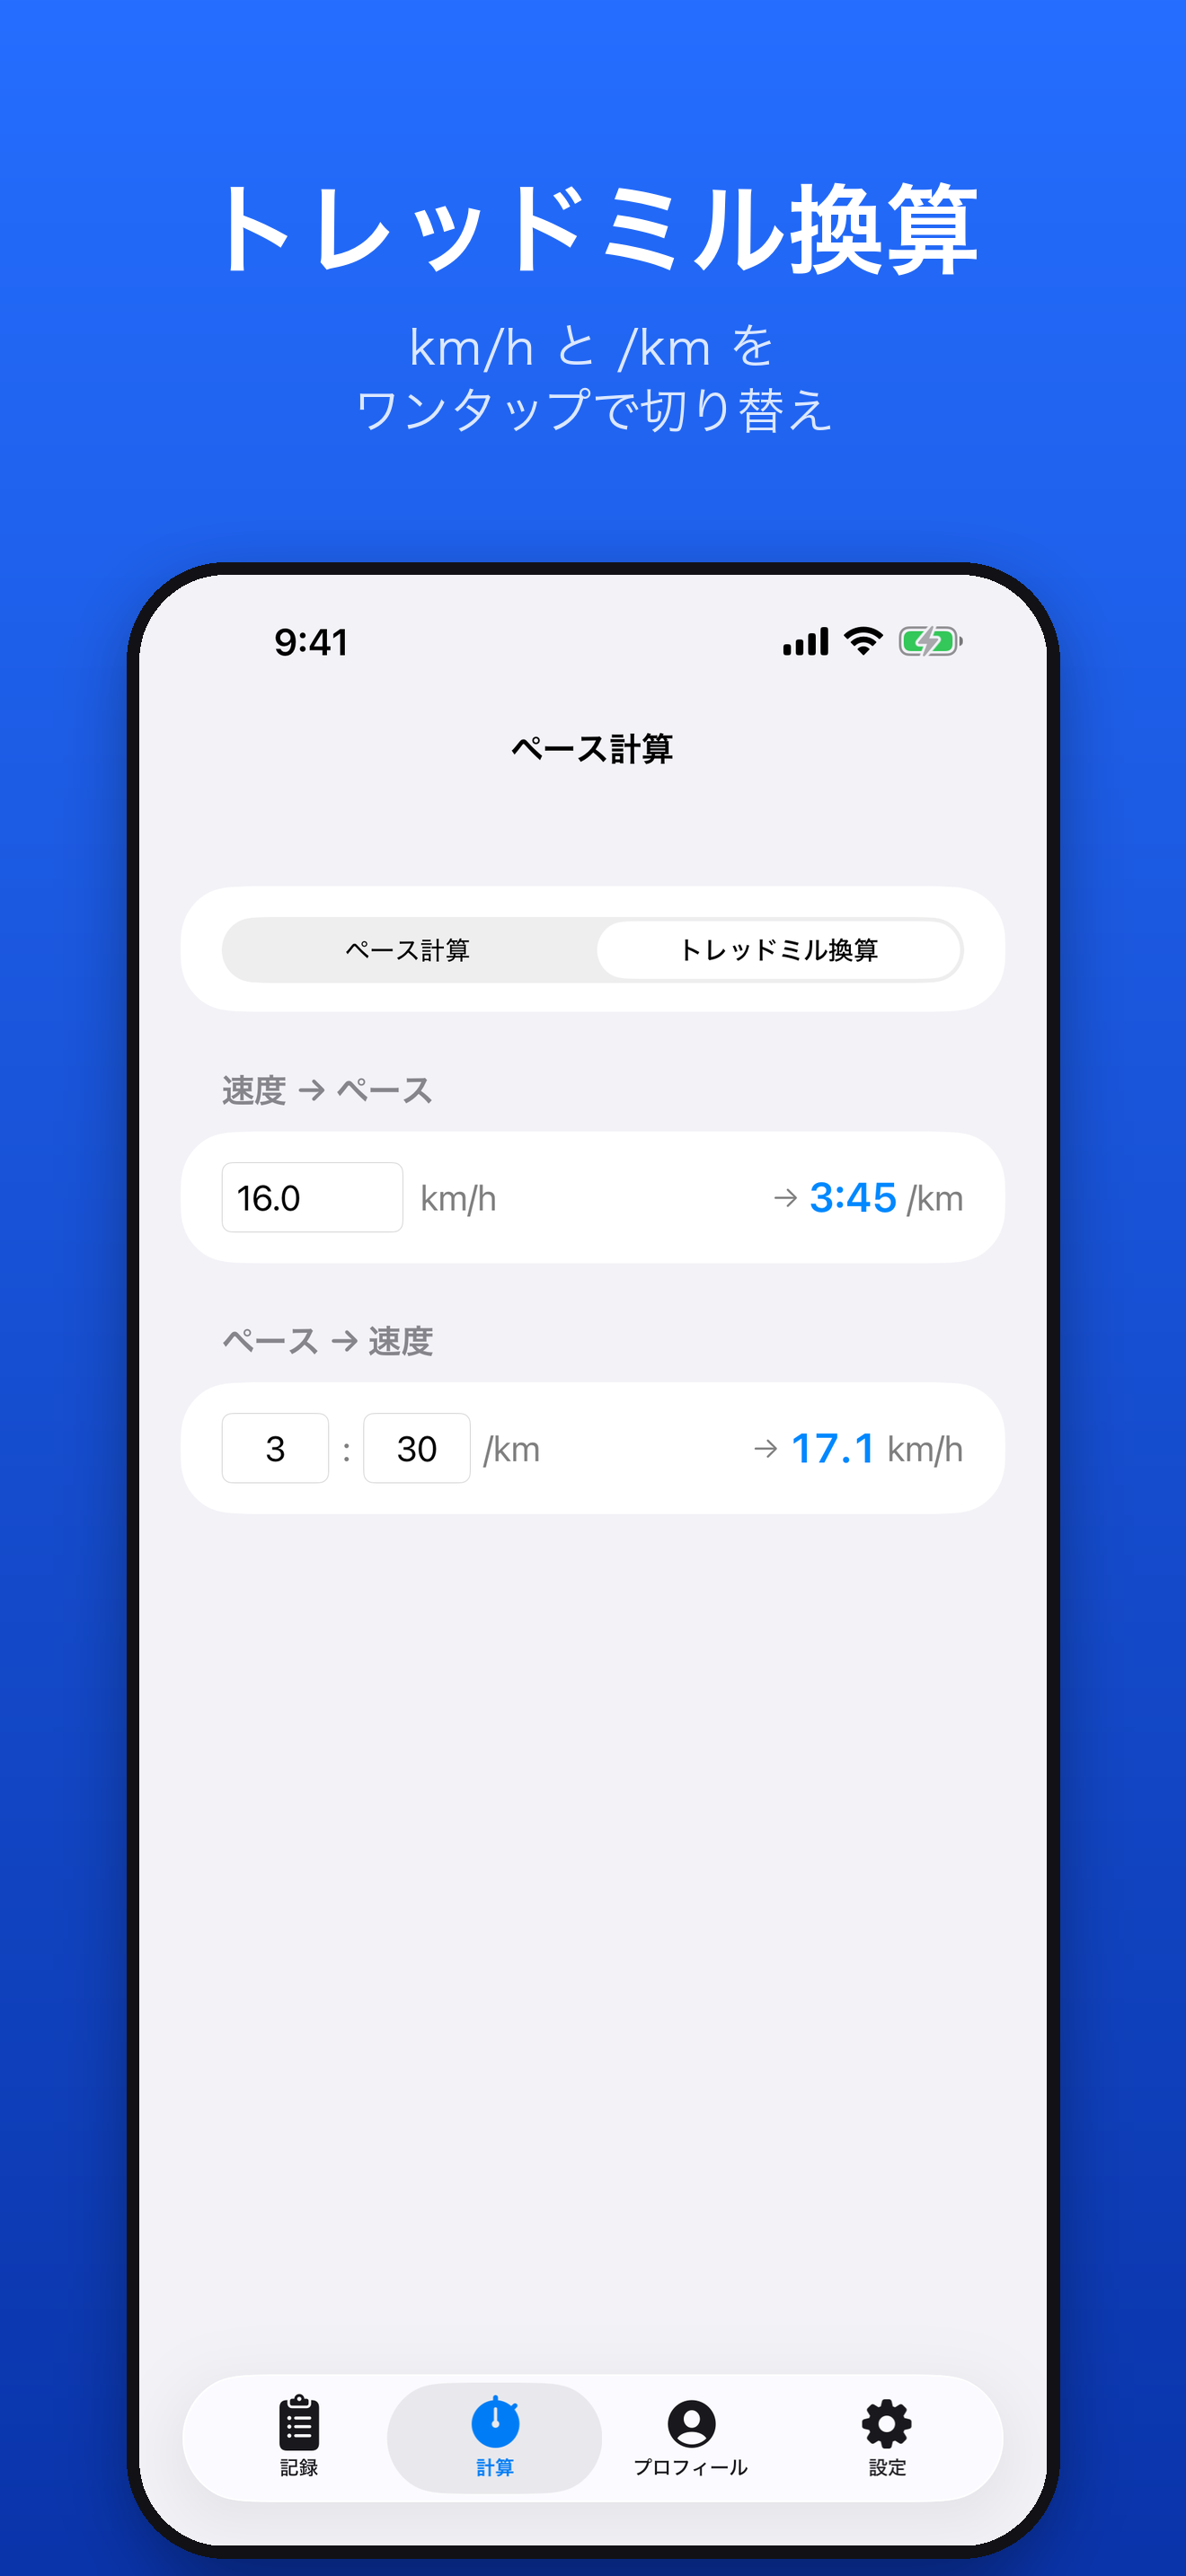 トレッドミル換算
km/h と /km を
ワンタップで切り替え
9:41
ペース計算
ペース計算 トレッドミル換算
速度 → ペース
16.0 km/h → 3:45 /km
ペース → 速度
3 : 30 /km → 17.1 km/h
記録 計算 プロフィール 設定